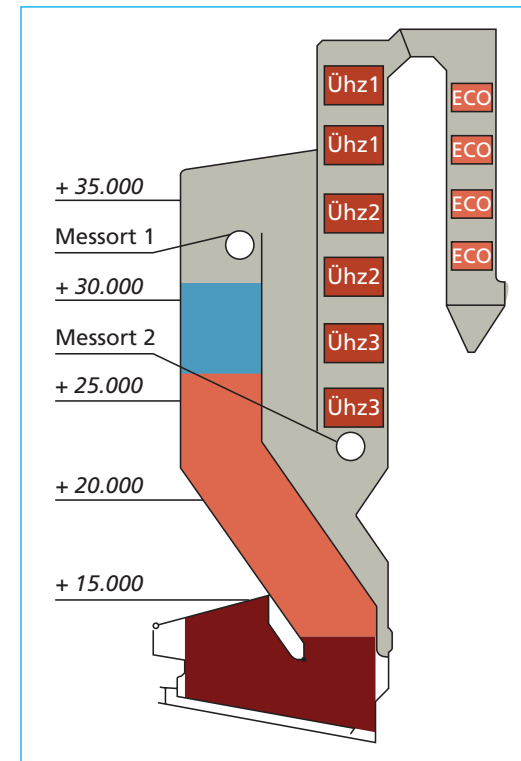 Ühz1
ECO
Ühz1
ECO
+ 35.000
Ühz2
ECO
Messort 1
ECO
+ 30.000
Ühz2
Messort 2
Ühz3
+ 25.000
Ühz3
+ 20.000
+ 15.000